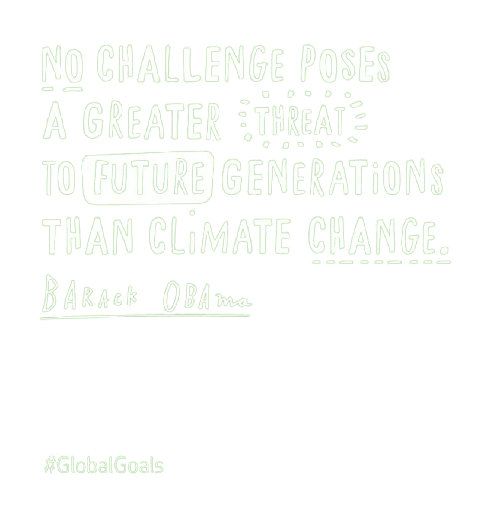 NO CHALLENGE POSES
A GREATER THREAT
TO FUTURE GENERATiONS
THAN CLiMATE CHANGE.
BARACK OBAma
#GlobalGoals